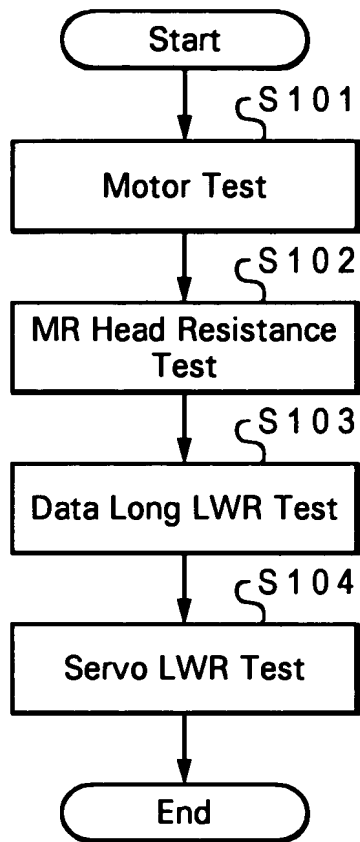 Start
S101
Motor Test
S102
MR Head Resistance
Test
S103
Data Long LWR Test
S104
Servo LWR Test
End